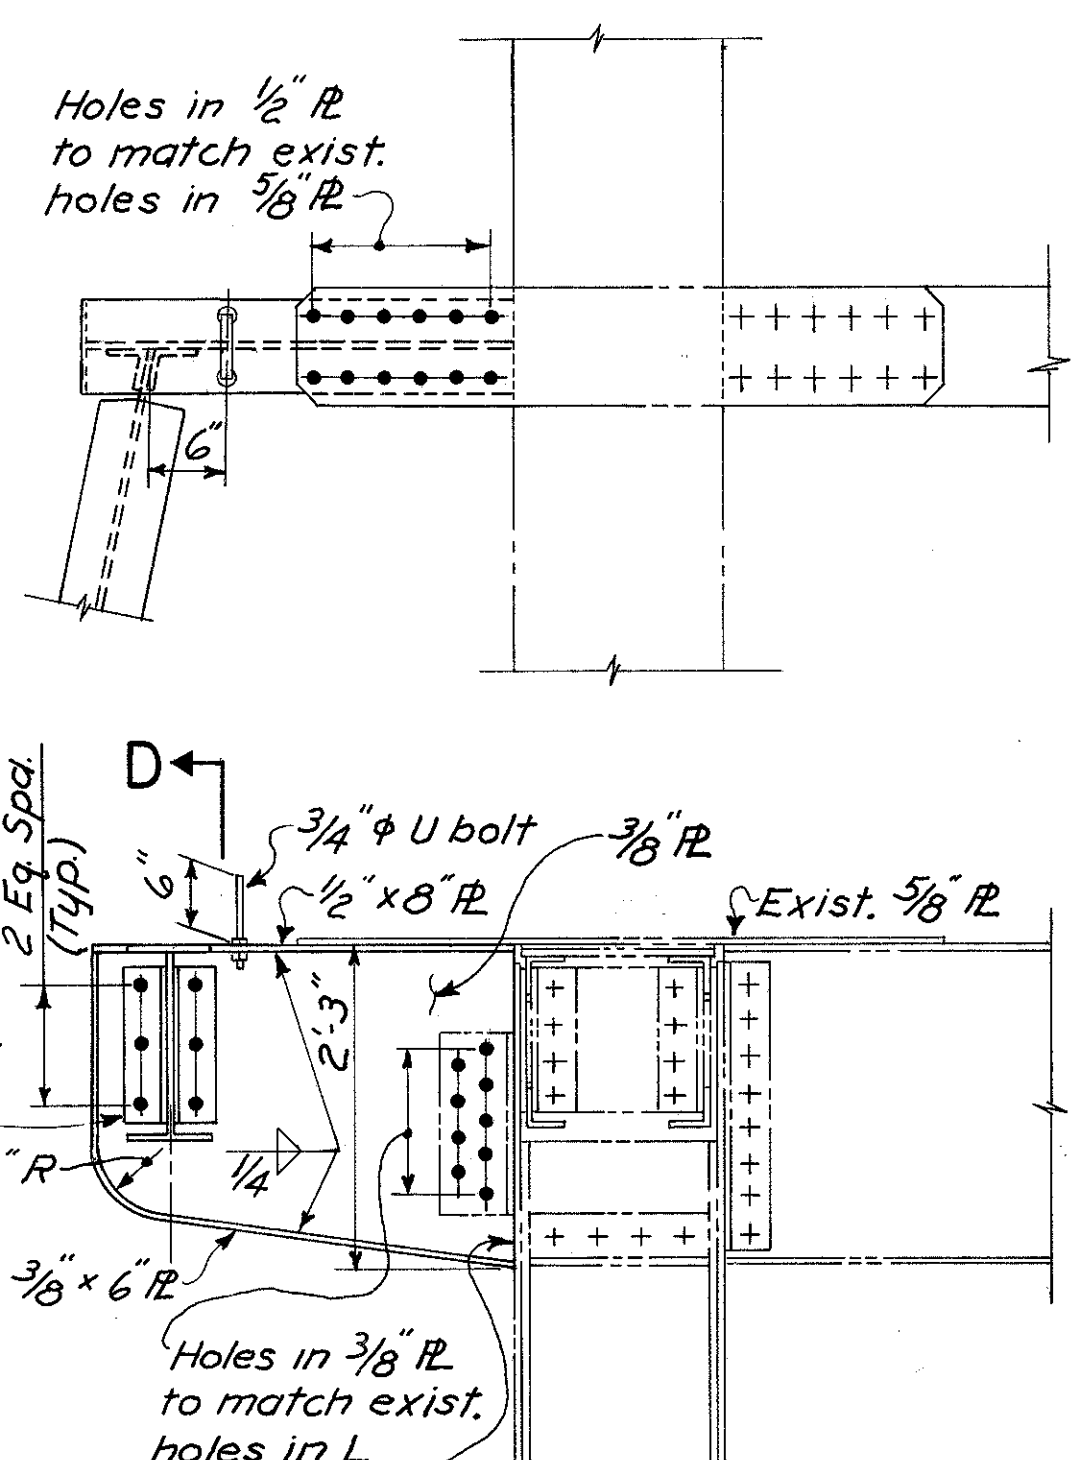 Holes in 1/2" ℄PL
to match exist.
holes in 5/8" PL
6"
D
2 Eq. Spa.
(Typ.)
6"
3/4" φ U bolt
1/2" x 8" PL
3/8" PL
Exist. 5/8" PL
2'-3"
" R
1/4
3/8" x 6" PL
Holes in 3/8" PL
to match exist.
holes in L